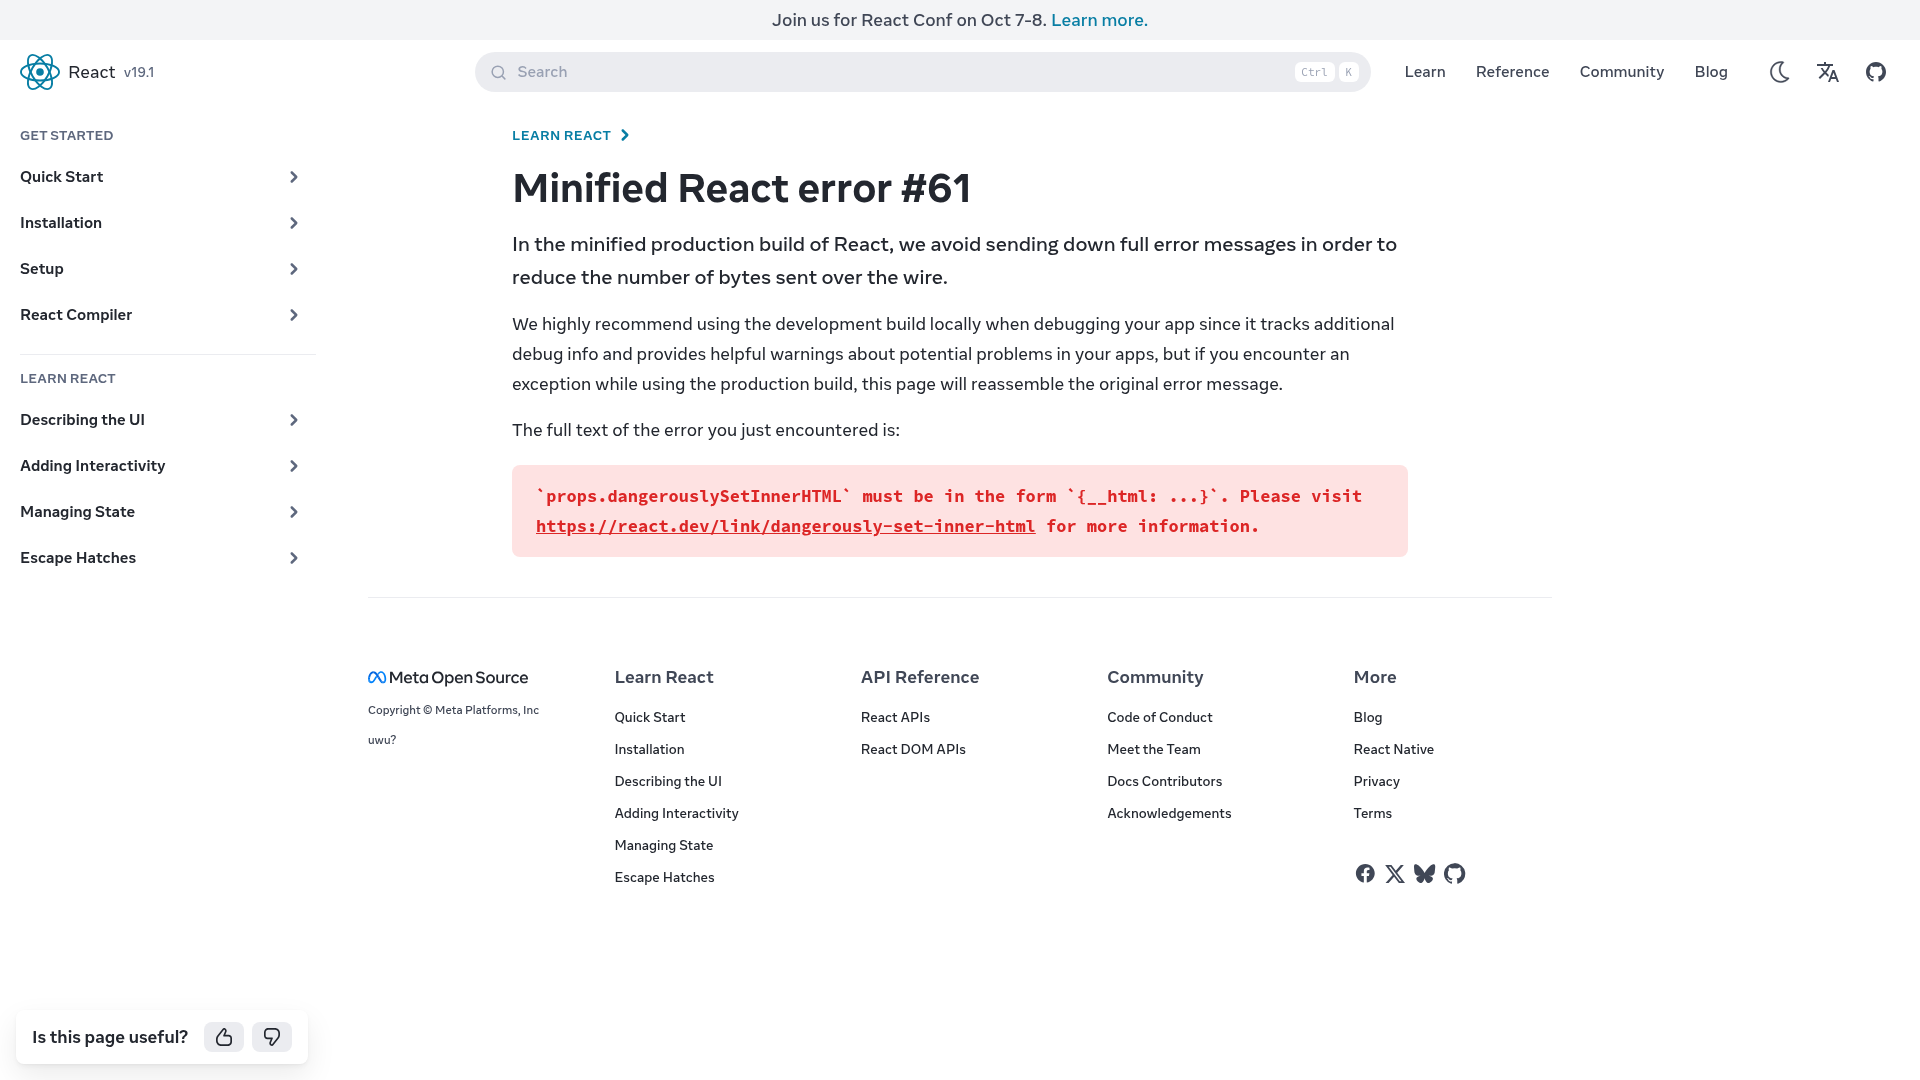 Join us for React Conf on Oct 7-8. Learn more.
React v19.1
Search
Ctrl K
Learn
Reference
Community
Blog
GET STARTED
Quick Start
Installation
Setup
React Compiler
LEARN REACT
Describing the UI
Adding Interactivity
Managing State
Escape Hatches
LEARN REACT
Minified React error #61
In the minified production build of React, we avoid sending down full error messages in order to
reduce the number of bytes sent over the wire.
We highly recommend using the development build locally when debugging your app since it tracks additional
debug info and provides helpful warnings about potential problems in your apps, but if you encounter an
exception while using the production build, this page will reassemble the original error message.
The full text of the error you just encountered is:
`props.dangerouslySetInnerHTML` must be in the form `{__html: ...}`. Please visit
https://react.dev/link/dangerously-set-inner-html for more information.
Meta Open Source
Copyright © Meta Platforms, Inc
uwu?
Learn React
Quick Start
Installation
Describing the UI
Adding Interactivity
Managing State
Escape Hatches
API Reference
React APIs
React DOM APIs
Community
Code of Conduct
Meet the Team
Docs Contributors
Acknowledgements
More
Blog
React Native
Privacy
Terms
Is this page useful?